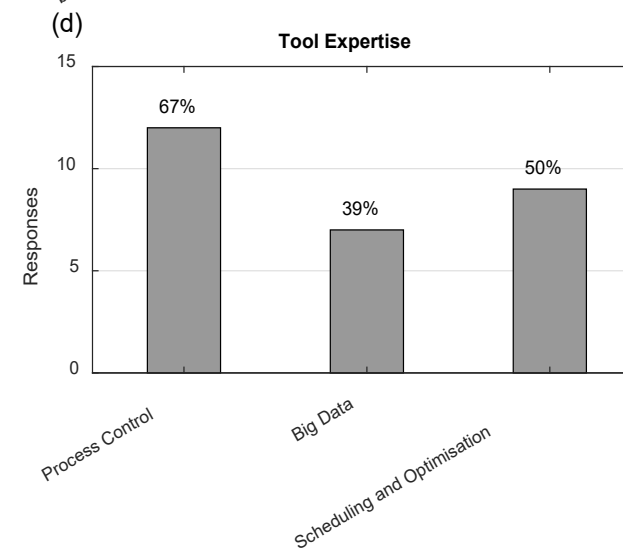 (d)
Tool Expertise
15
67%
10
50%
39%
Responses
5
0
Process Control
Big Data
Scheduling and Optimisation